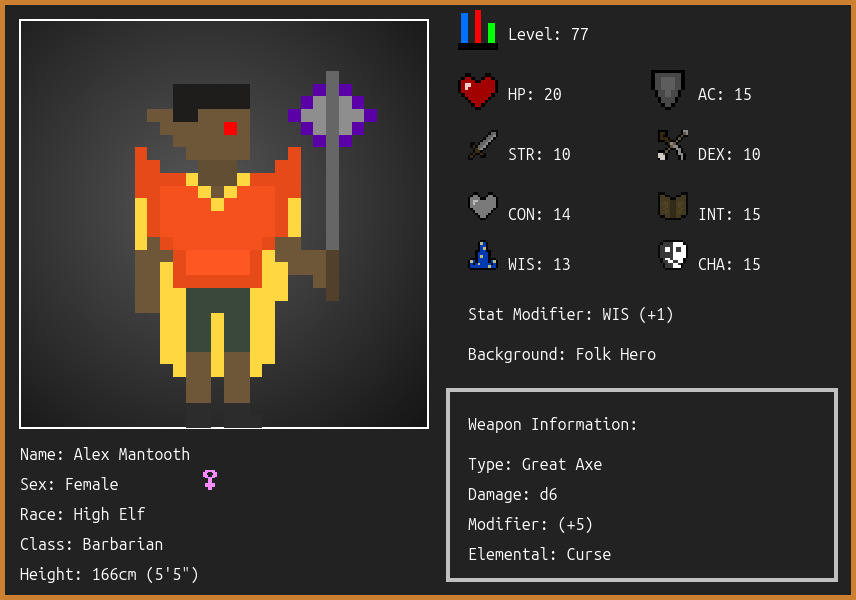 Level: 77
HP: 20
AC: 15
STR: 10
DEX: 10
CON: 14
INT: 15
WIS: 13
CHA: 15
Stat Modifier: WIS (+1)
Background: Folk Hero
Weapon Information:
Type: Great Axe
Damage: d6
Modifier: (+5)
Elemental: Curse
Name: Alex Mantooth
Sex: Female
Race: High Elf
Class: Barbarian
Height: 166cm (5'5")